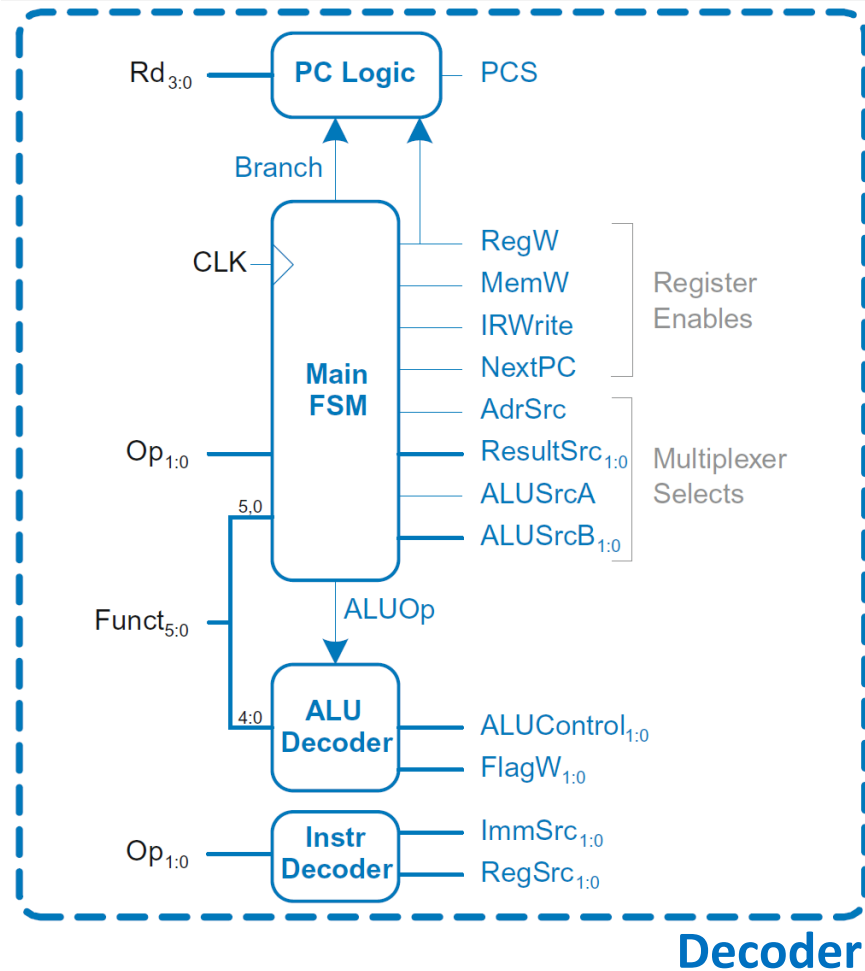 Rd3:0
PC Logic
PCS
Branch
CLK
RegW
MemW
IRWrite
NextPC
Register
Enables
Main
FSM
AdrSrc
Op1:0
ResultSrc1:0
ALUSrcA
ALUSrcB1:0
Multiplexer
Selects
5,0
Funct5:0
ALUOp
4:0
ALU
Decoder
ALUControl1:0
FlagW1:0
Op1:0
Instr
Decoder
ImmSrc1:0
RegSrc1:0
Decoder